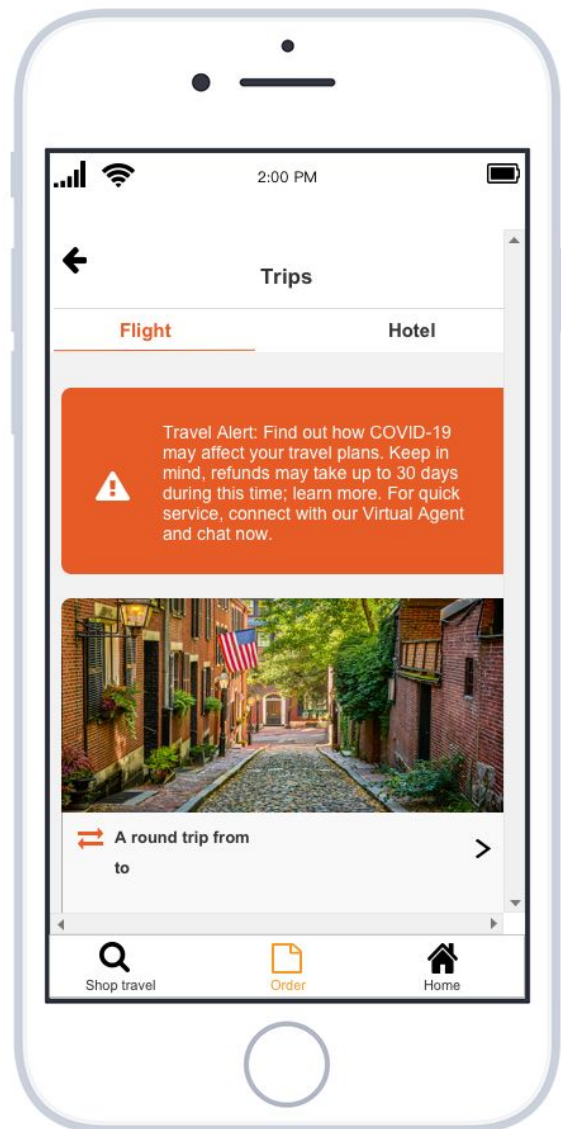 2:00 PM
Trips
Flight
Hotel
Travel Alert: Find out how COVID-19
may affect your travel plans. Keep in
mind, refunds may take up to 30 days
during this time; learn more. For quick
service, connect with our Virtual Agent
and chat now.
A round trip from
to
Shop travel
Order
Home